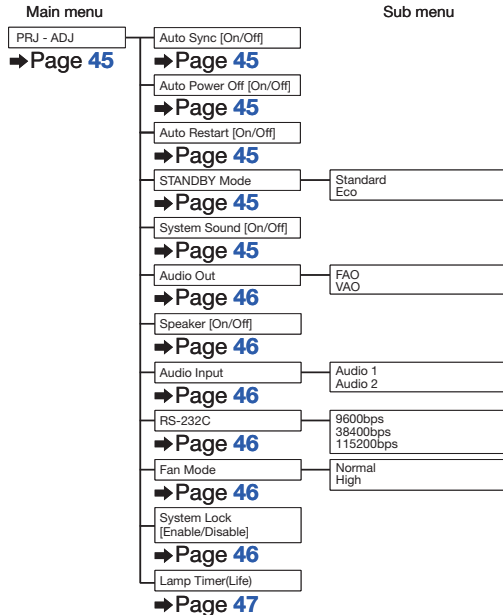 Main menu
Sub menu
PRJ - ADJ
➡Page 45
Auto Sync [On/Off]
➡Page 45
Auto Power Off [On/Off]
➡Page 45
Auto Restart [On/Off]
➡Page 45
STANDBY Mode
Standard
Eco
➡Page 45
System Sound [On/Off]
➡Page 45
Audio Out
FAO
VAO
➡Page 46
Speaker [On/Off]
➡Page 46
Audio Input
Audio 1
Audio 2
➡Page 46
RS-232C
9600bps
38400bps
115200bps
➡Page 46
Fan Mode
Normal
High
➡Page 46
System Lock
[Enable/Disable]
➡Page 46
Lamp Timer(Life)
➡Page 47